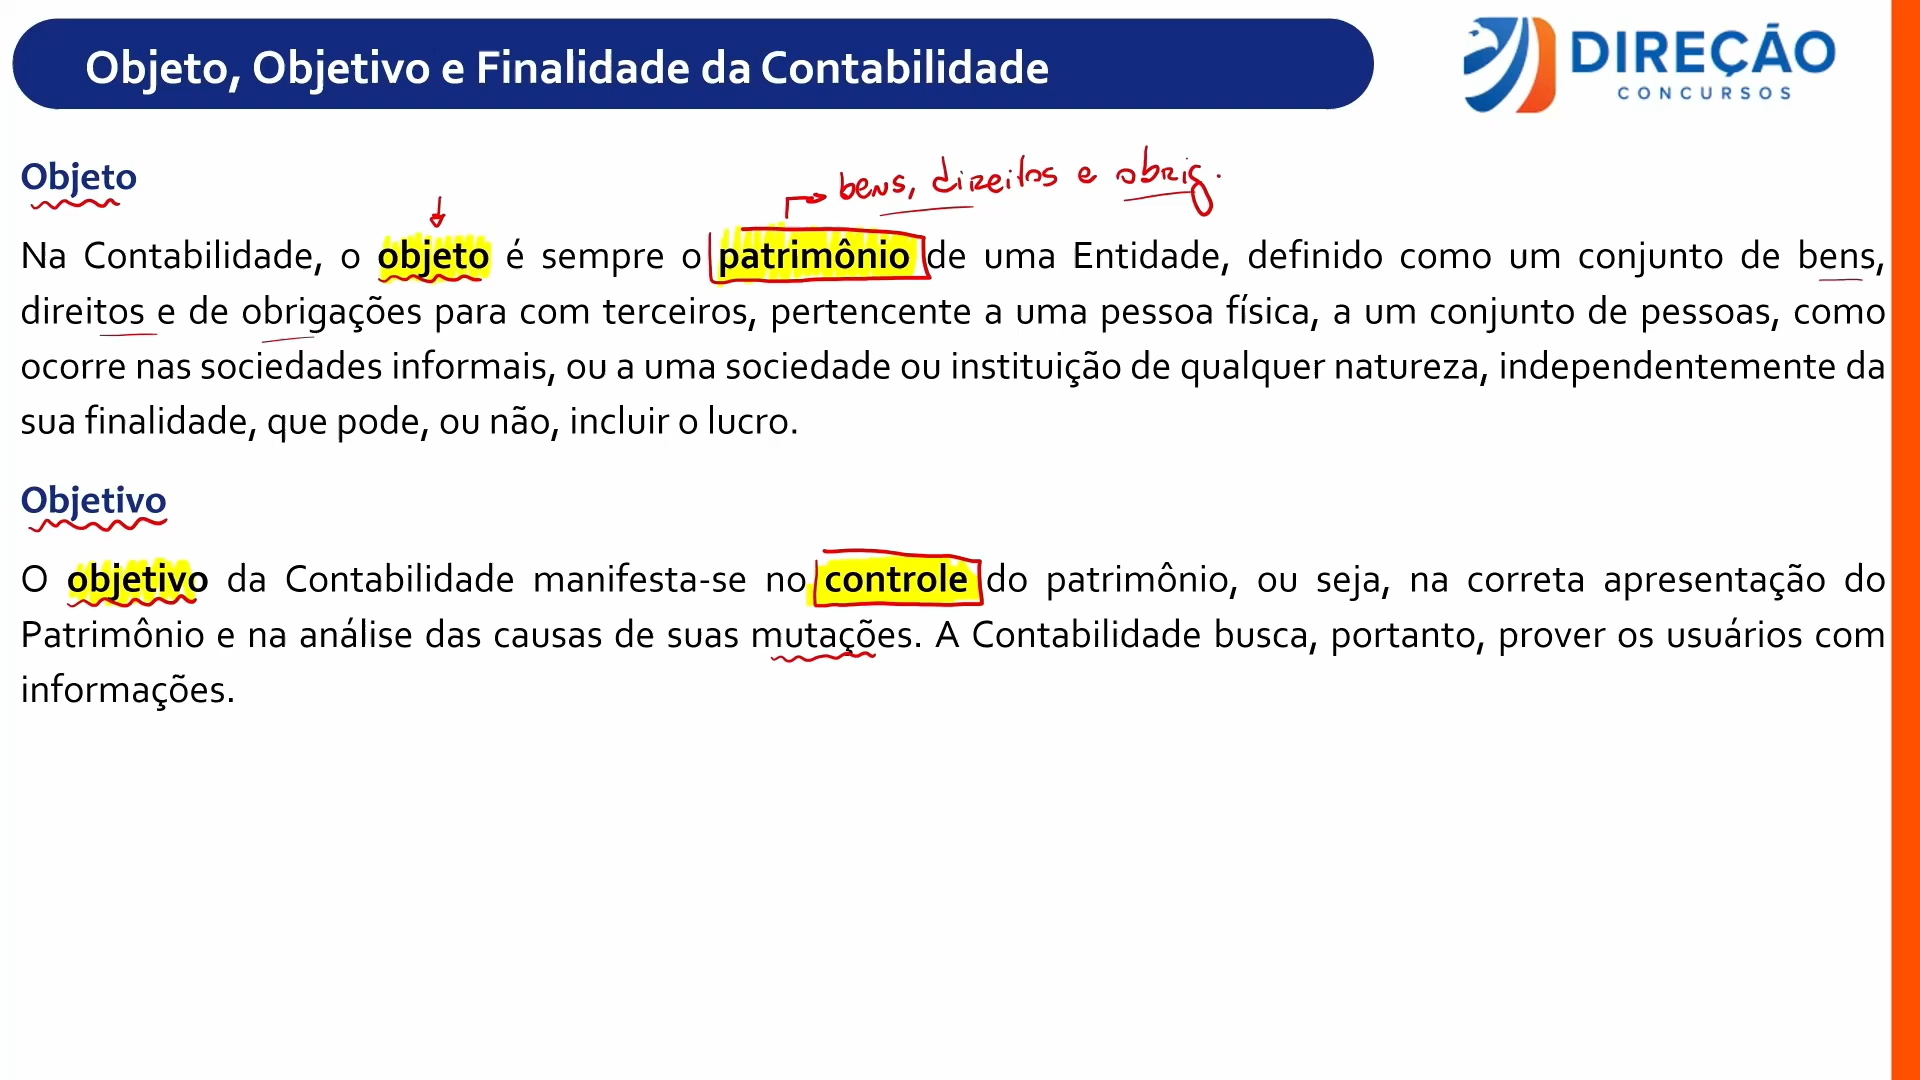 Objeto, Objetivo e Finalidade da Contabilidade
DIREÇÃO
CONCURSOS
Objeto
bens, direitos e obrig.
Na Contabilidade, o objeto é sempre o patrimônio de uma Entidade, definido como um conjunto de bens,
direitos e de obrigações para com terceiros, pertencente a uma pessoa física, a um conjunto de pessoas, como
ocorre nas sociedades informais, ou a uma sociedade ou instituição de qualquer natureza, independentemente da
sua finalidade, que pode, ou não, incluir o lucro.
Objetivo
O objetivo da Contabilidade manifesta-se no controle do patrimônio, ou seja, na correta apresentação do
Patrimônio e na análise das causas de suas mutações. A Contabilidade busca, portanto, prover os usuários com
informações.